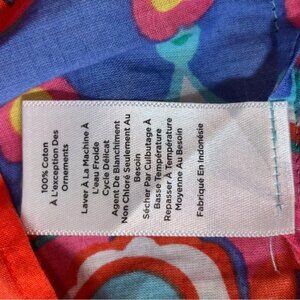 100% Coton
À L'exception Des
Ornements
Laver À La Machine À
L'eau Froide
Cycle Délicat
Agent De Blanchiment
Non Chloré Seulement Au
Besoin
Sécher Par Culbutage À
Basse Température
Repasser À Température
Moyenne Au Besoin
Fabriqué En Indonésie